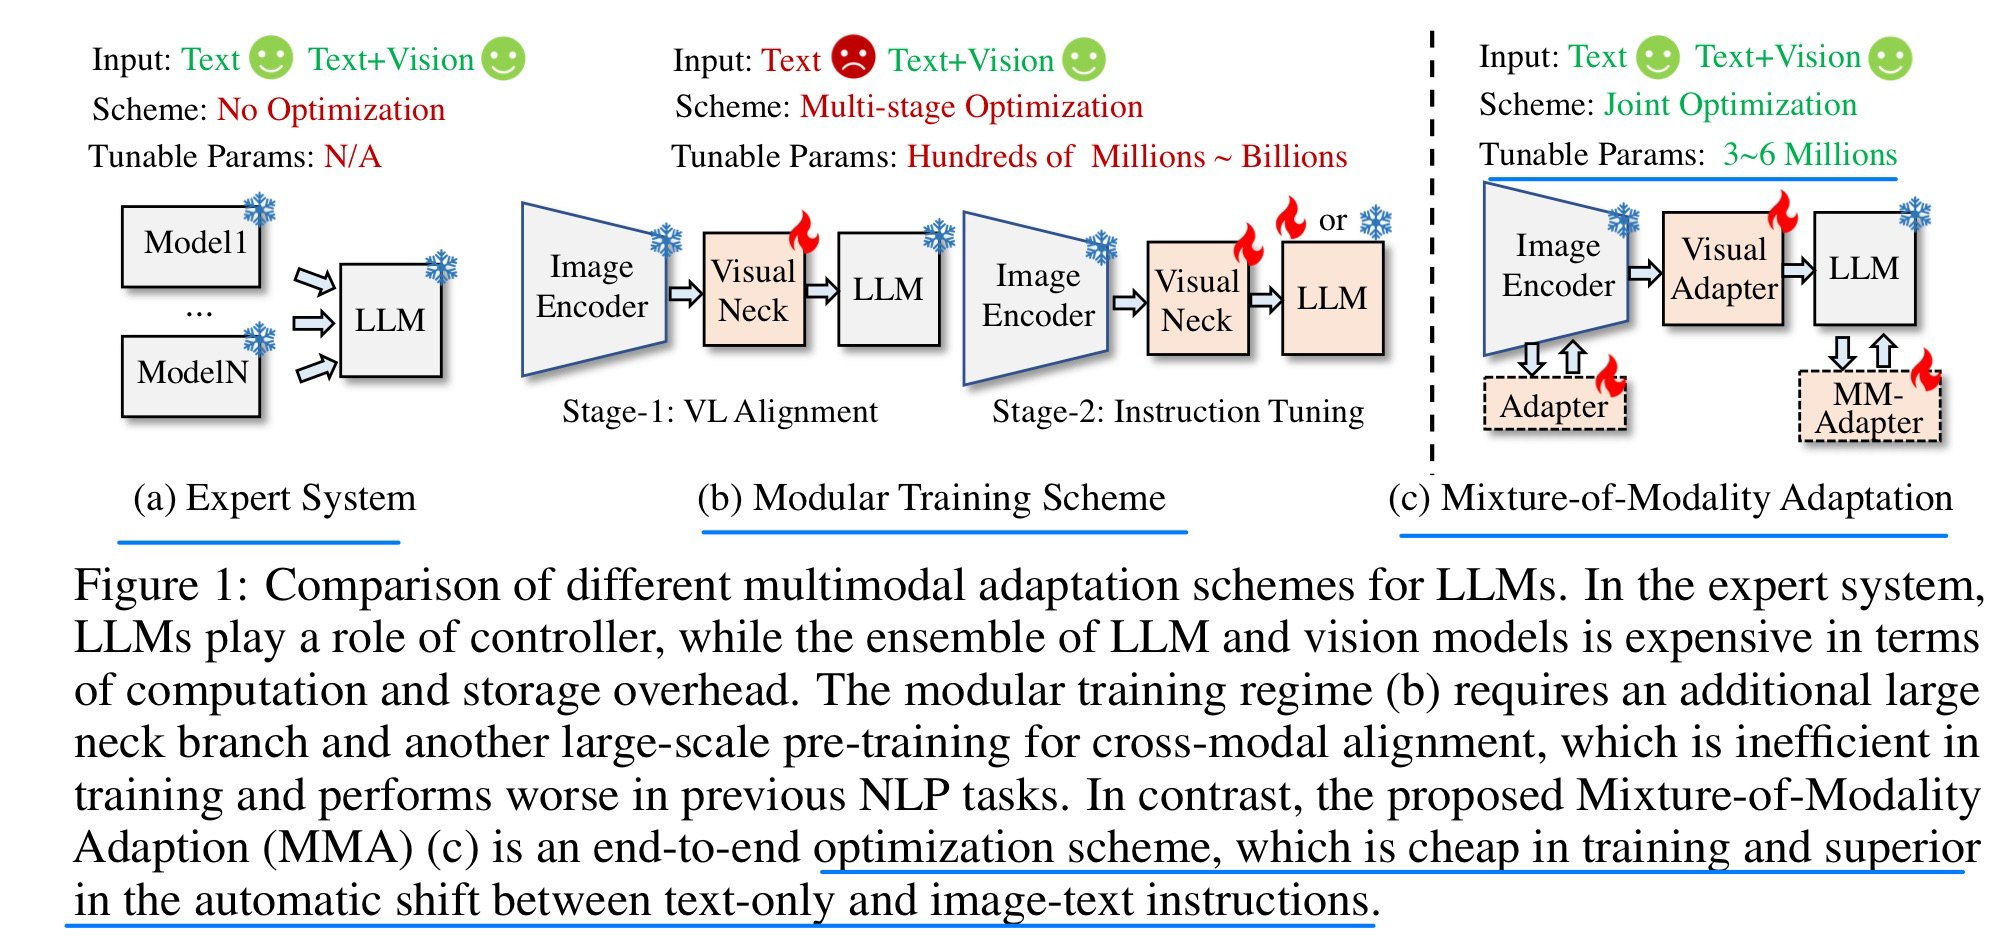 Input: Text Text+Vision
Scheme: No Optimization
Tunable Params: N/A
Model1
...
ModelN
LLM
(a) Expert System
Input: Text Text+Vision
Scheme: Multi-stage Optimization
Tunable Params: Hundreds of Millions ~ Billions
Image
Encoder
Visual
Neck
LLM
Stage-1: VL Alignment
Image
Encoder
Visual
Neck
or
LLM
Stage-2: Instruction Tuning
(b) Modular Training Scheme
Input: Text Text+Vision
Scheme: Joint Optimization
Tunable Params: 3~6 Millions
Image
Encoder
Visual
Adapter
LLM
Adapter
MM-
Adapter
(c) Mixture-of-Modality Adaptation
Figure 1: Comparison of different multimodal adaptation schemes for LLMs. In the expert system,
LLMs play a role of controller, while the ensemble of LLM and vision models is expensive in terms
of computation and storage overhead. The modular training regime (b) requires an additional large
neck branch and another large-scale pre-training for cross-modal alignment, which is inefficient in
training and performs worse in previous NLP tasks. In contrast, the proposed Mixture-of-Modality
Adaption (MMA) (c) is an end-to-end optimization scheme, which is cheap in training and superior
in the automatic shift between text-only and image-text instructions.